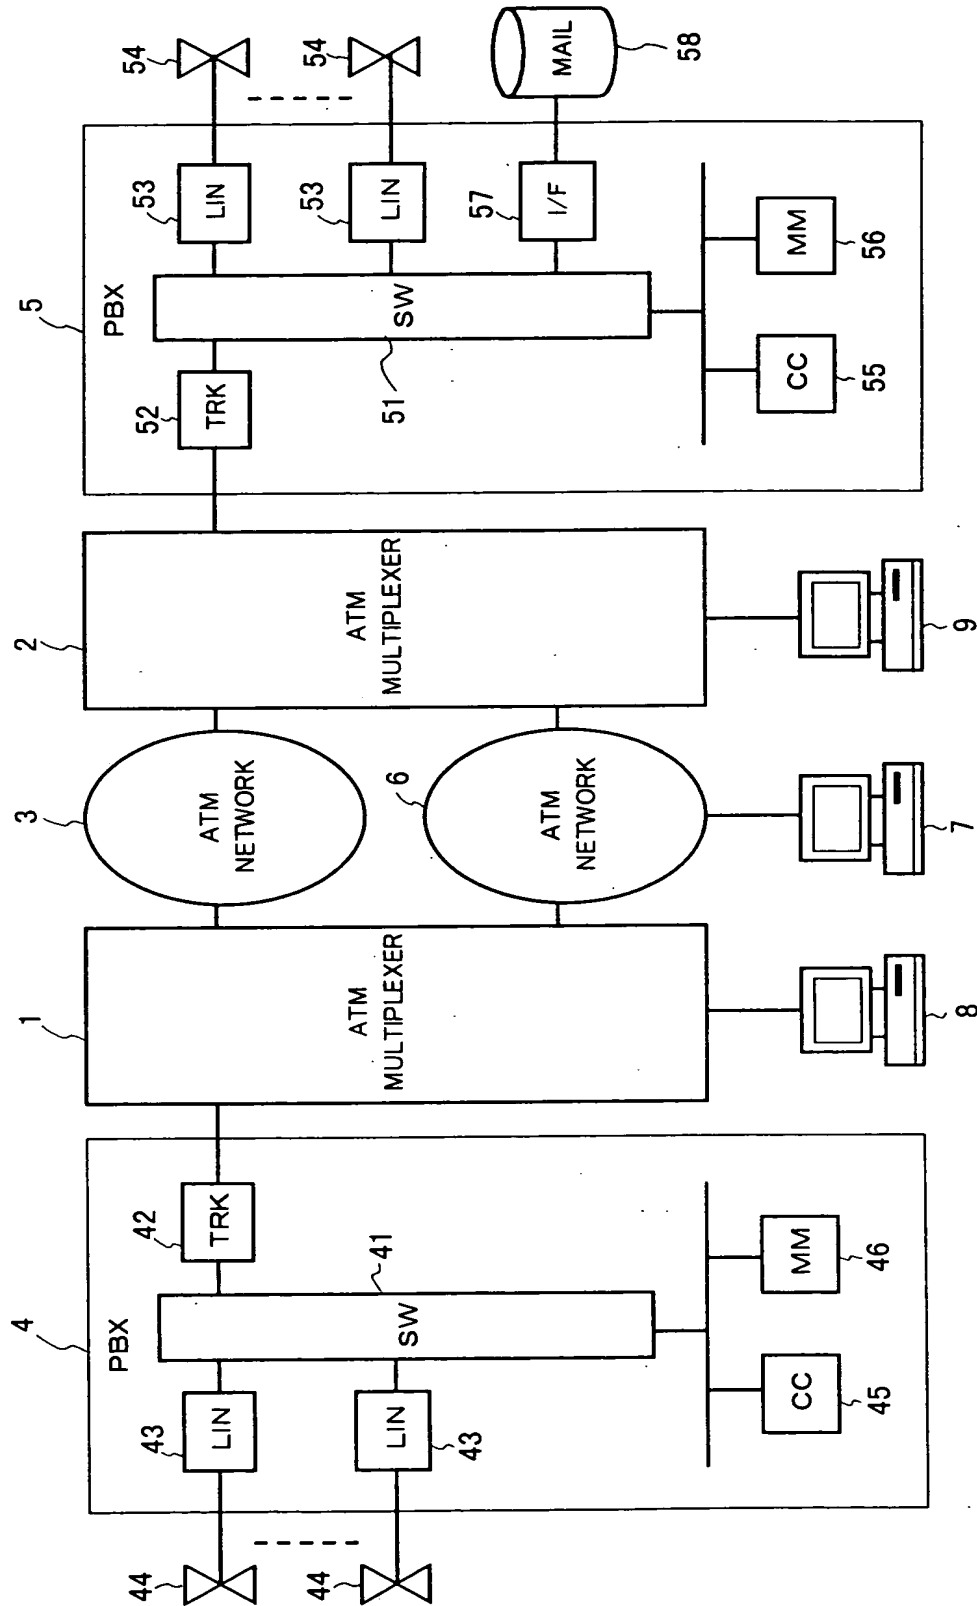 4
PBX
44
43
LIN
42
TRK
41
SW
44
LIN
43
CC
45
MM
46
1
ATM
MULTIPLEXER
8
3
ATM
NETWORK
6
ATM
NETWORK
7
2
ATM
MULTIPLEXER
9
5
PBX
52
TRK
51
SW
53
LIN
54
53
LIN
54
57
I/F
MAIL
58
CC
55
MM
56